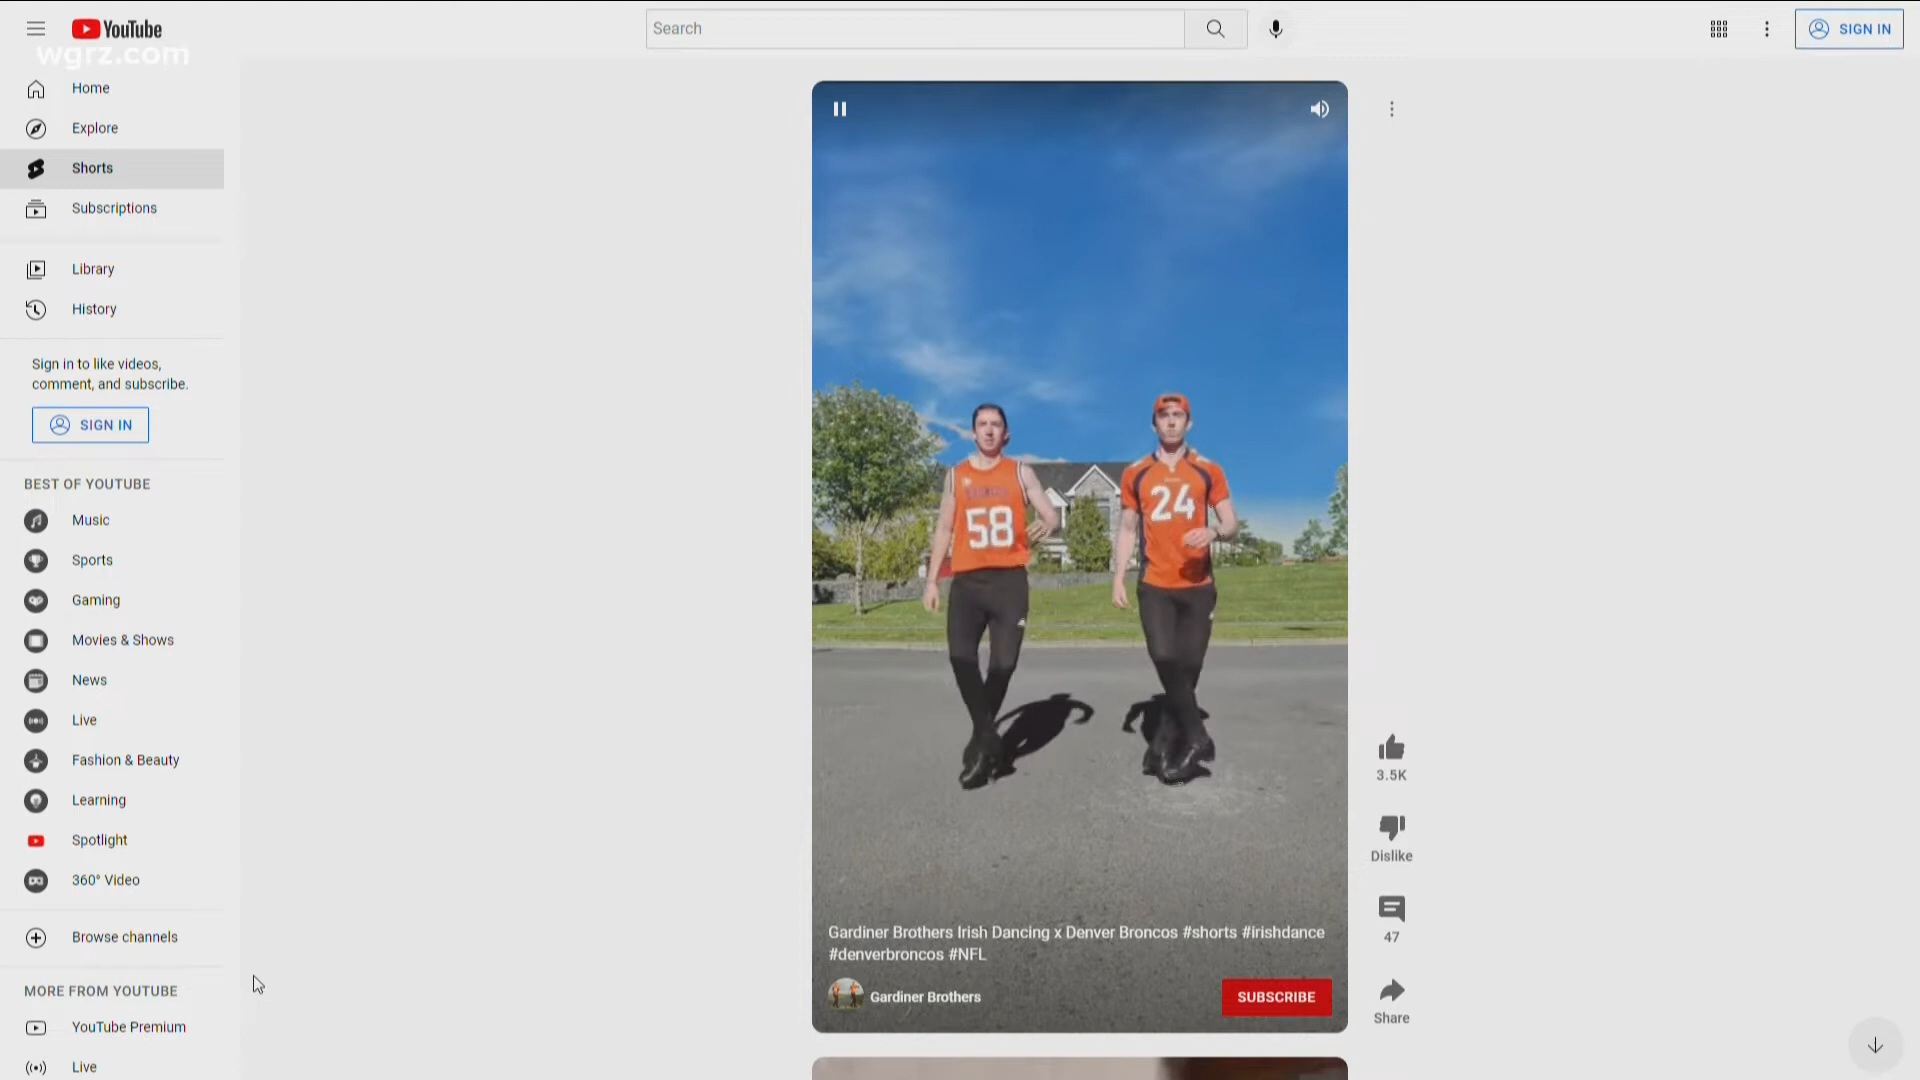 YouTube
Search
SIGN IN
wgrz.com
Home
Explore
Shorts
Subscriptions
Library
History
Sign in to like videos,
comment, and subscribe.
SIGN IN
BEST OF YOUTUBE
Music
Sports
Gaming
Movies & Shows
News
Live
Fashion & Beauty
Learning
Spotlight
360° Video
Browse channels
MORE FROM YOUTUBE
YouTube Premium
Live
58
24
3.5K
Dislike
47
Share
Gardiner Brothers Irish Dancing x Denver Broncos #shorts #irishdance
#denverbroncos #NFL
Gardiner Brothers
SUBSCRIBE